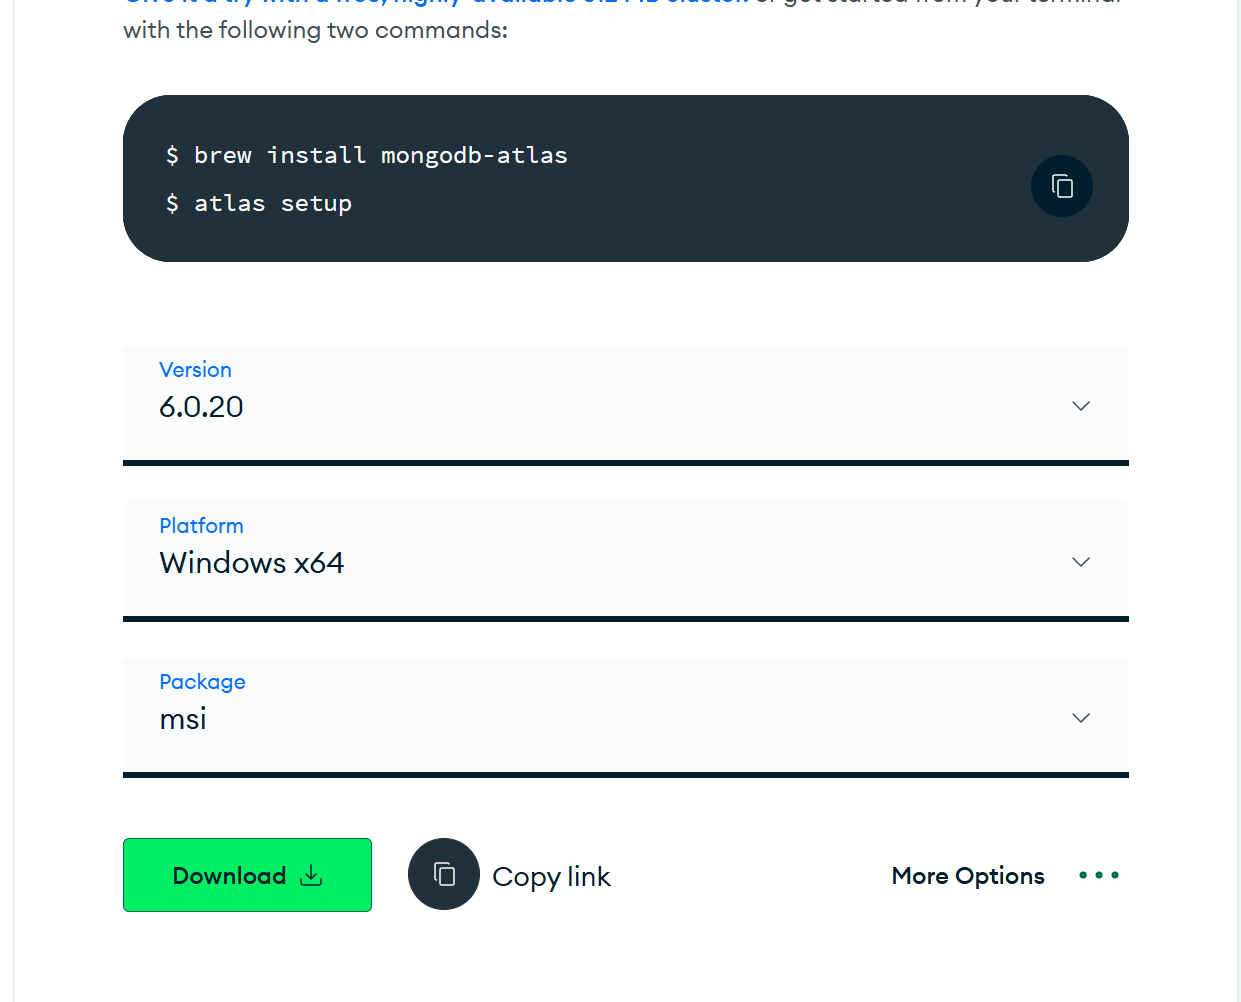 with the following two commands:
$ brew install mongodb-atlas
$ atlas setup
Version
6.0.20
Platform
Windows x64
Package
msi
Download
Copy link
More Options